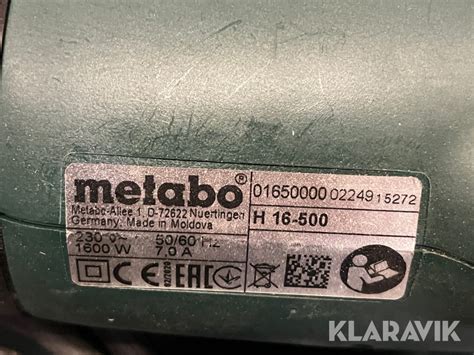 metabo®
01650000 02249 15272
Metabo-Allee 1, D-72622 Nuertingen
Germany. Made in Moldova
H 16-500
230 V 50/60 Hz
1600 W 7.0 A
KLARAVIK